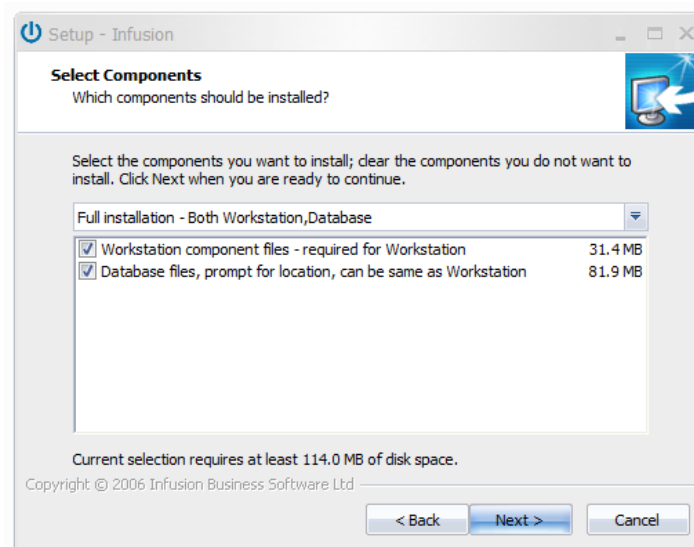 Setup - Infusion
Select Components
Which components should be installed?
Select the components you want to install; clear the components you do not want to
install. Click Next when you are ready to continue.
Full installation - Both Workstation,Database
Workstation component files - required for Workstation 31.4 MB
Database files, prompt for location, can be same as Workstation 81.9 MB
Current selection requires at least 114.0 MB of disk space.
Copyright © 2006 Infusion Business Software Ltd
< Back Next > Cancel